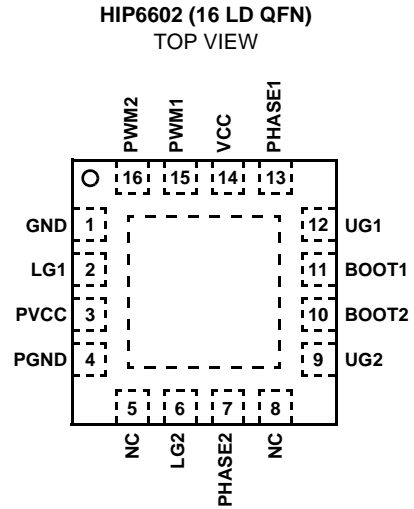 HIP6602 (16 LD QFN)
TOP VIEW
PWM2
PWM1
VCC
PHASE1
16 15 14 13
GND 1
LG1 2
PVCC 3
PGND 4
12 UG1
11 BOOT1
10 BOOT2
9 UG2
5 6 7 8
NC
LG2
PHASE2
NC